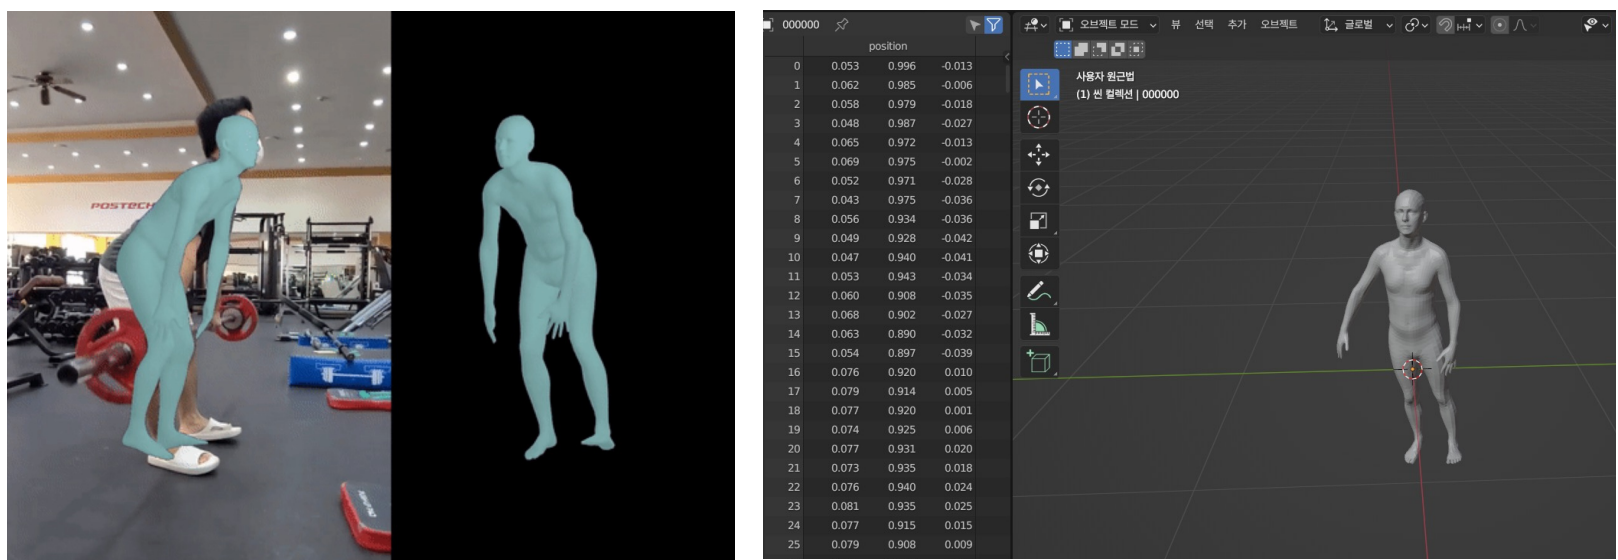 POSTECH
000000
오브젝트 모드 뷰 선택 추가 오브젝트 글로벌
position
사용자 원근법
(1) 씬 컬렉션 | 000000
0 0.053 0.996 -0.013
1 0.062 0.985 -0.006
2 0.058 0.979 -0.018
3 0.048 0.987 -0.027
4 0.065 0.972 -0.013
5 0.069 0.975 -0.002
6 0.052 0.971 -0.028
7 0.043 0.975 -0.036
8 0.056 0.934 -0.036
9 0.049 0.928 -0.042
10 0.047 0.940 -0.041
11 0.053 0.943 -0.034
12 0.060 0.908 -0.035
13 0.068 0.902 -0.027
14 0.063 0.890 -0.032
15 0.054 0.897 -0.039
16 0.076 0.920 0.010
17 0.079 0.914 0.005
18 0.077 0.920 0.001
19 0.074 0.925 0.006
20 0.077 0.931 0.020
21 0.073 0.935 0.018
22 0.076 0.940 0.024
23 0.081 0.935 0.025
24 0.077 0.915 0.015
25 0.079 0.908 0.009